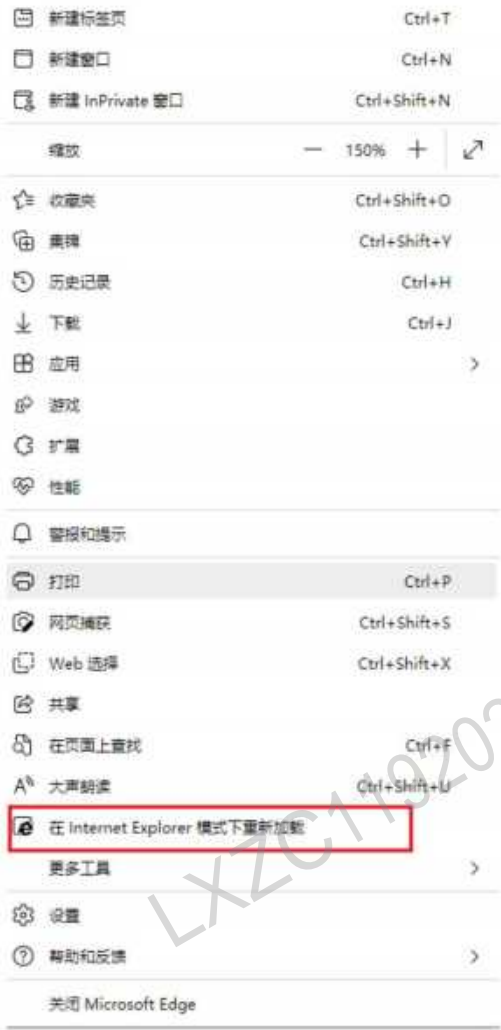 新建标签页 Ctrl+T
新建窗口 Ctrl+N
新建 InPrivate 窗口 Ctrl+Shift+N
缩放 — 150% +
收藏夹 Ctrl+Shift+O
集锦 Ctrl+Shift+Y
历史记录 Ctrl+H
下载 Ctrl+J
应用
游戏
扩展
性能
警报和提示
打印 Ctrl+P
网页捕获 Ctrl+Shift+S
Web 选择 Ctrl+Shift+X
共享
在页面上查找 Ctrl+F
大声朗读 Ctrl+Shift+U
在 Internet Explorer 模式下重新加载
更多工具
设置
帮助和反馈
关闭 Microsoft Edge